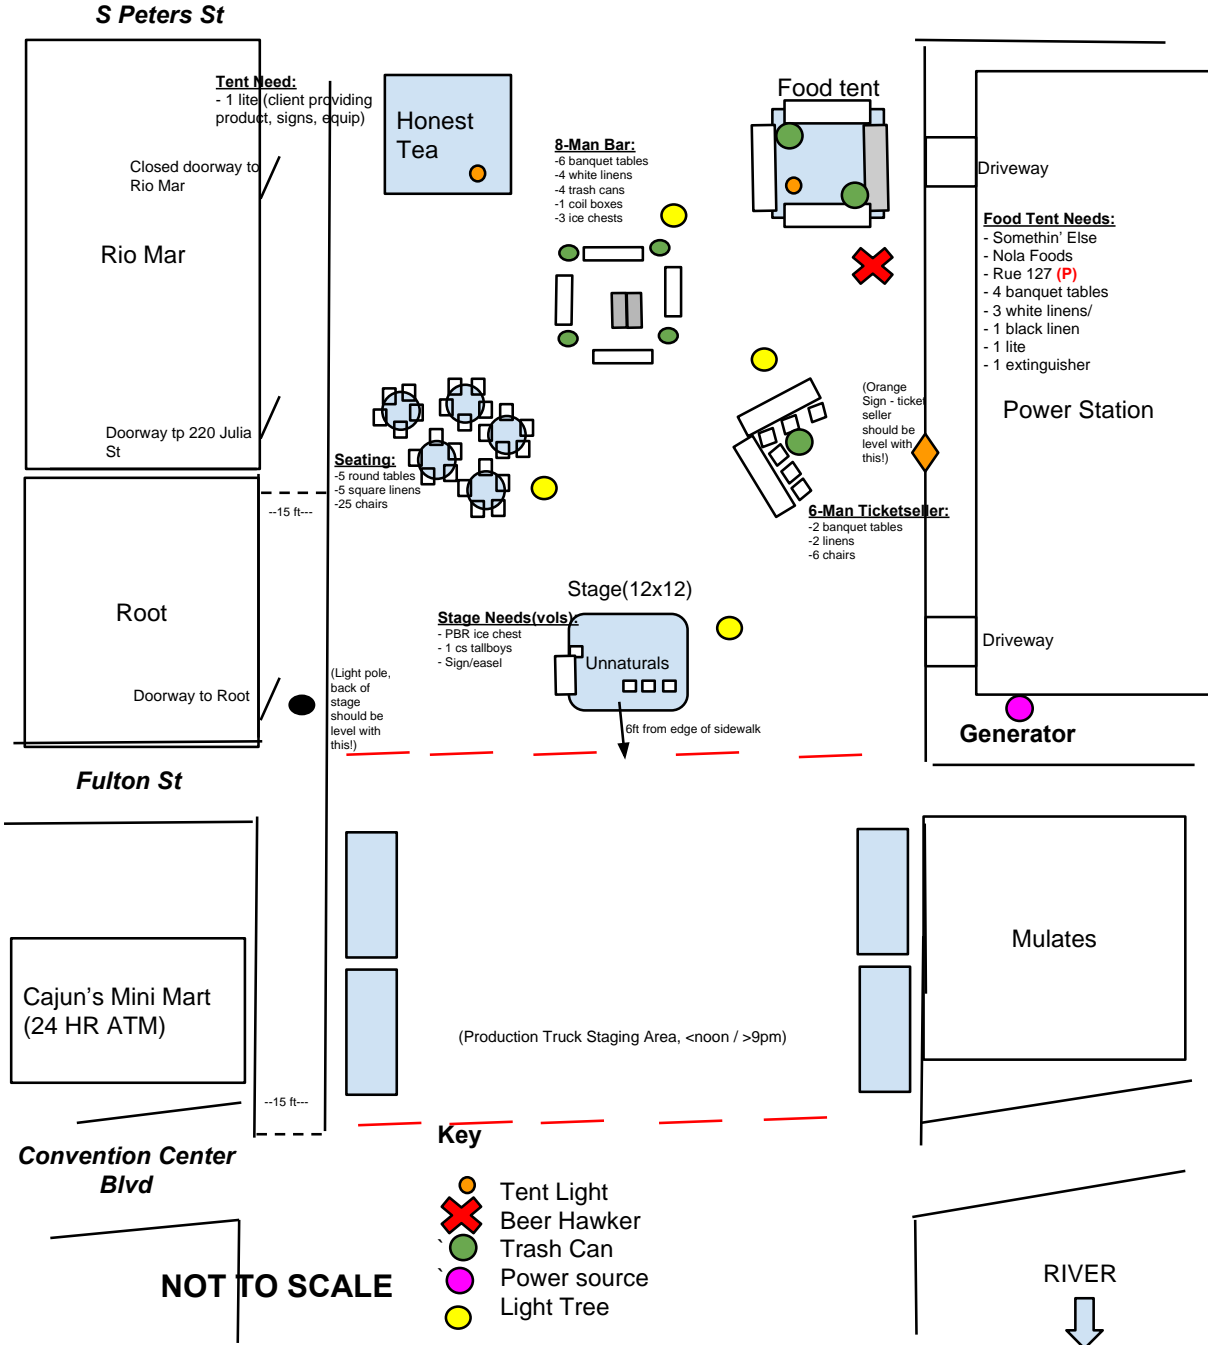 S Peters St
Tent Need:
- 1 lite (client providing
product, signs, equip)
Honest
Tea
Food tent
8-Man Bar:
-6 banquet tables
-4 white linens
-4 trash cans
-1 coil boxes
-3 ice chests
Closed doorway to
Rio Mar
Rio Mar
Driveway
Food Tent Needs:
- Somethin' Else
- Nola Foods
- Rue 127 (P)
- 4 banquet tables
- 3 white linens/
- 1 black linen
- 1 lite
- 1 extinguisher
(Orange
Sign - ticket
seller
should be
level with
this!)
Power Station
Doorway tp 220 Julia
St
Seating:
-5 round tables
-5 square linens
-25 chairs
--15 ft---
6-Man Ticketseller:
-2 banquet tables
-2 linens
-6 chairs
Stage(12x12)
Root
Stage Needs(vols):
- PBR ice chest
- 1 cs tallboys
- Sign/easel
Unnaturals
Driveway
Doorway to Root
(Light pole,
back of
stage
should be
level with
this!)
6ft from edge of sidewalk
Generator
Fulton St
Mulates
Cajun's Mini Mart
(24 HR ATM)
(Production Truck Staging Area, <noon / >9pm)
--15 ft---
Convention Center
Blvd
Key
Tent Light
Beer Hawker
` Trash Can
` Power source
Light Tree
NOT TO SCALE
RIVER